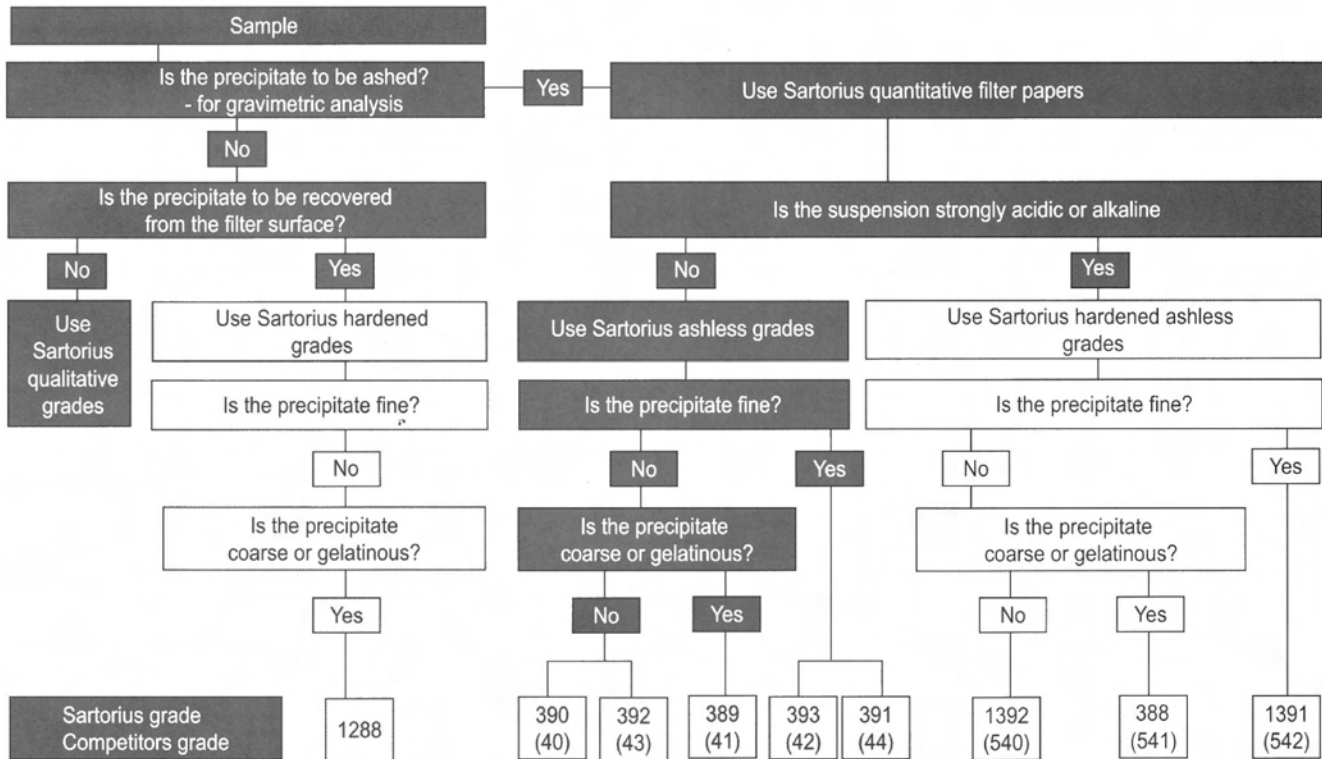 Sample
Is the precipitate to be ashed?
- for gravimetric analysis
Yes
Use Sartorius quantitative filter papers
No
Is the precipitate to be recovered
from the filter surface?
Is the suspension strongly acidic or alkaline
No
Yes
No
Yes
Use
Sartorius
qualitative
grades
Use Sartorius hardened
grades
Use Sartorius ashless grades
Use Sartorius hardened ashless
grades
Is the precipitate fine?
Is the precipitate fine?
Is the precipitate fine?
No
No
Yes
No
Yes
Is the precipitate
coarse or gelatinous?
Is the precipitate
coarse or gelatinous?
Is the precipitate
coarse or gelatinous?
Yes
No
Yes
No
Yes
Sartorius grade
Competitors grade
1288
390
(40)
392
(43)
389
(41)
393
(42)
391
(44)
1392
(540)
388
(541)
1391
(542)